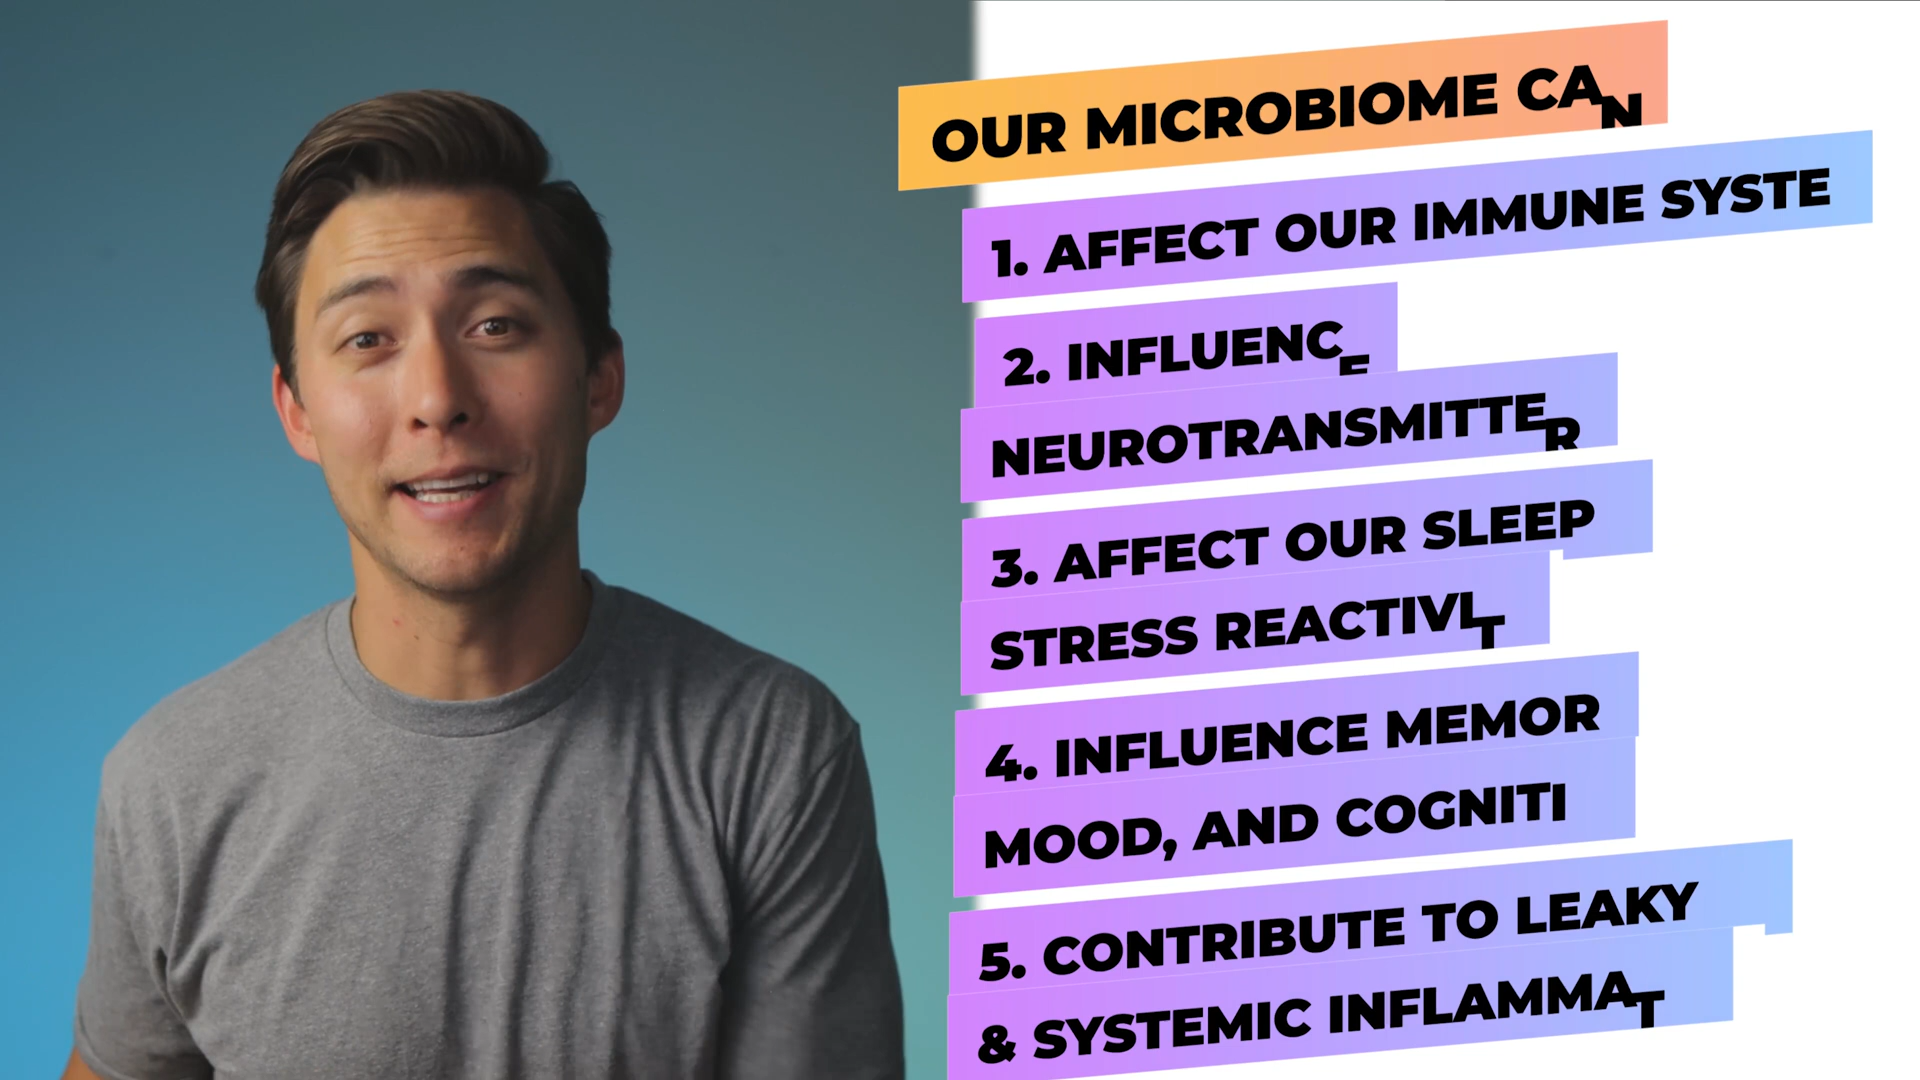 OUR MICROBIOME CAN
1. AFFECT OUR IMMUNE SYSTE
2. INFLUENCE
NEUROTRANSMITTER
3. AFFECT OUR SLEEP
STRESS REACTIVIT
4. INFLUENCE MEMOR
MOOD, AND COGNITI
5. CONTRIBUTE TO LEAKY
& SYSTEMIC INFLAMMAT